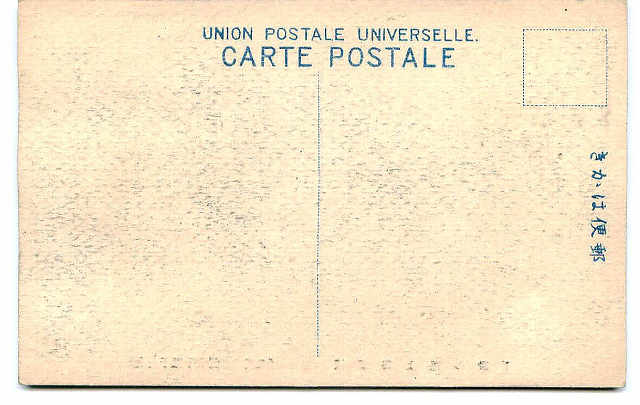 UNION POSTALE UNIVERSELLE.
CARTE POSTALE
郵便はかき